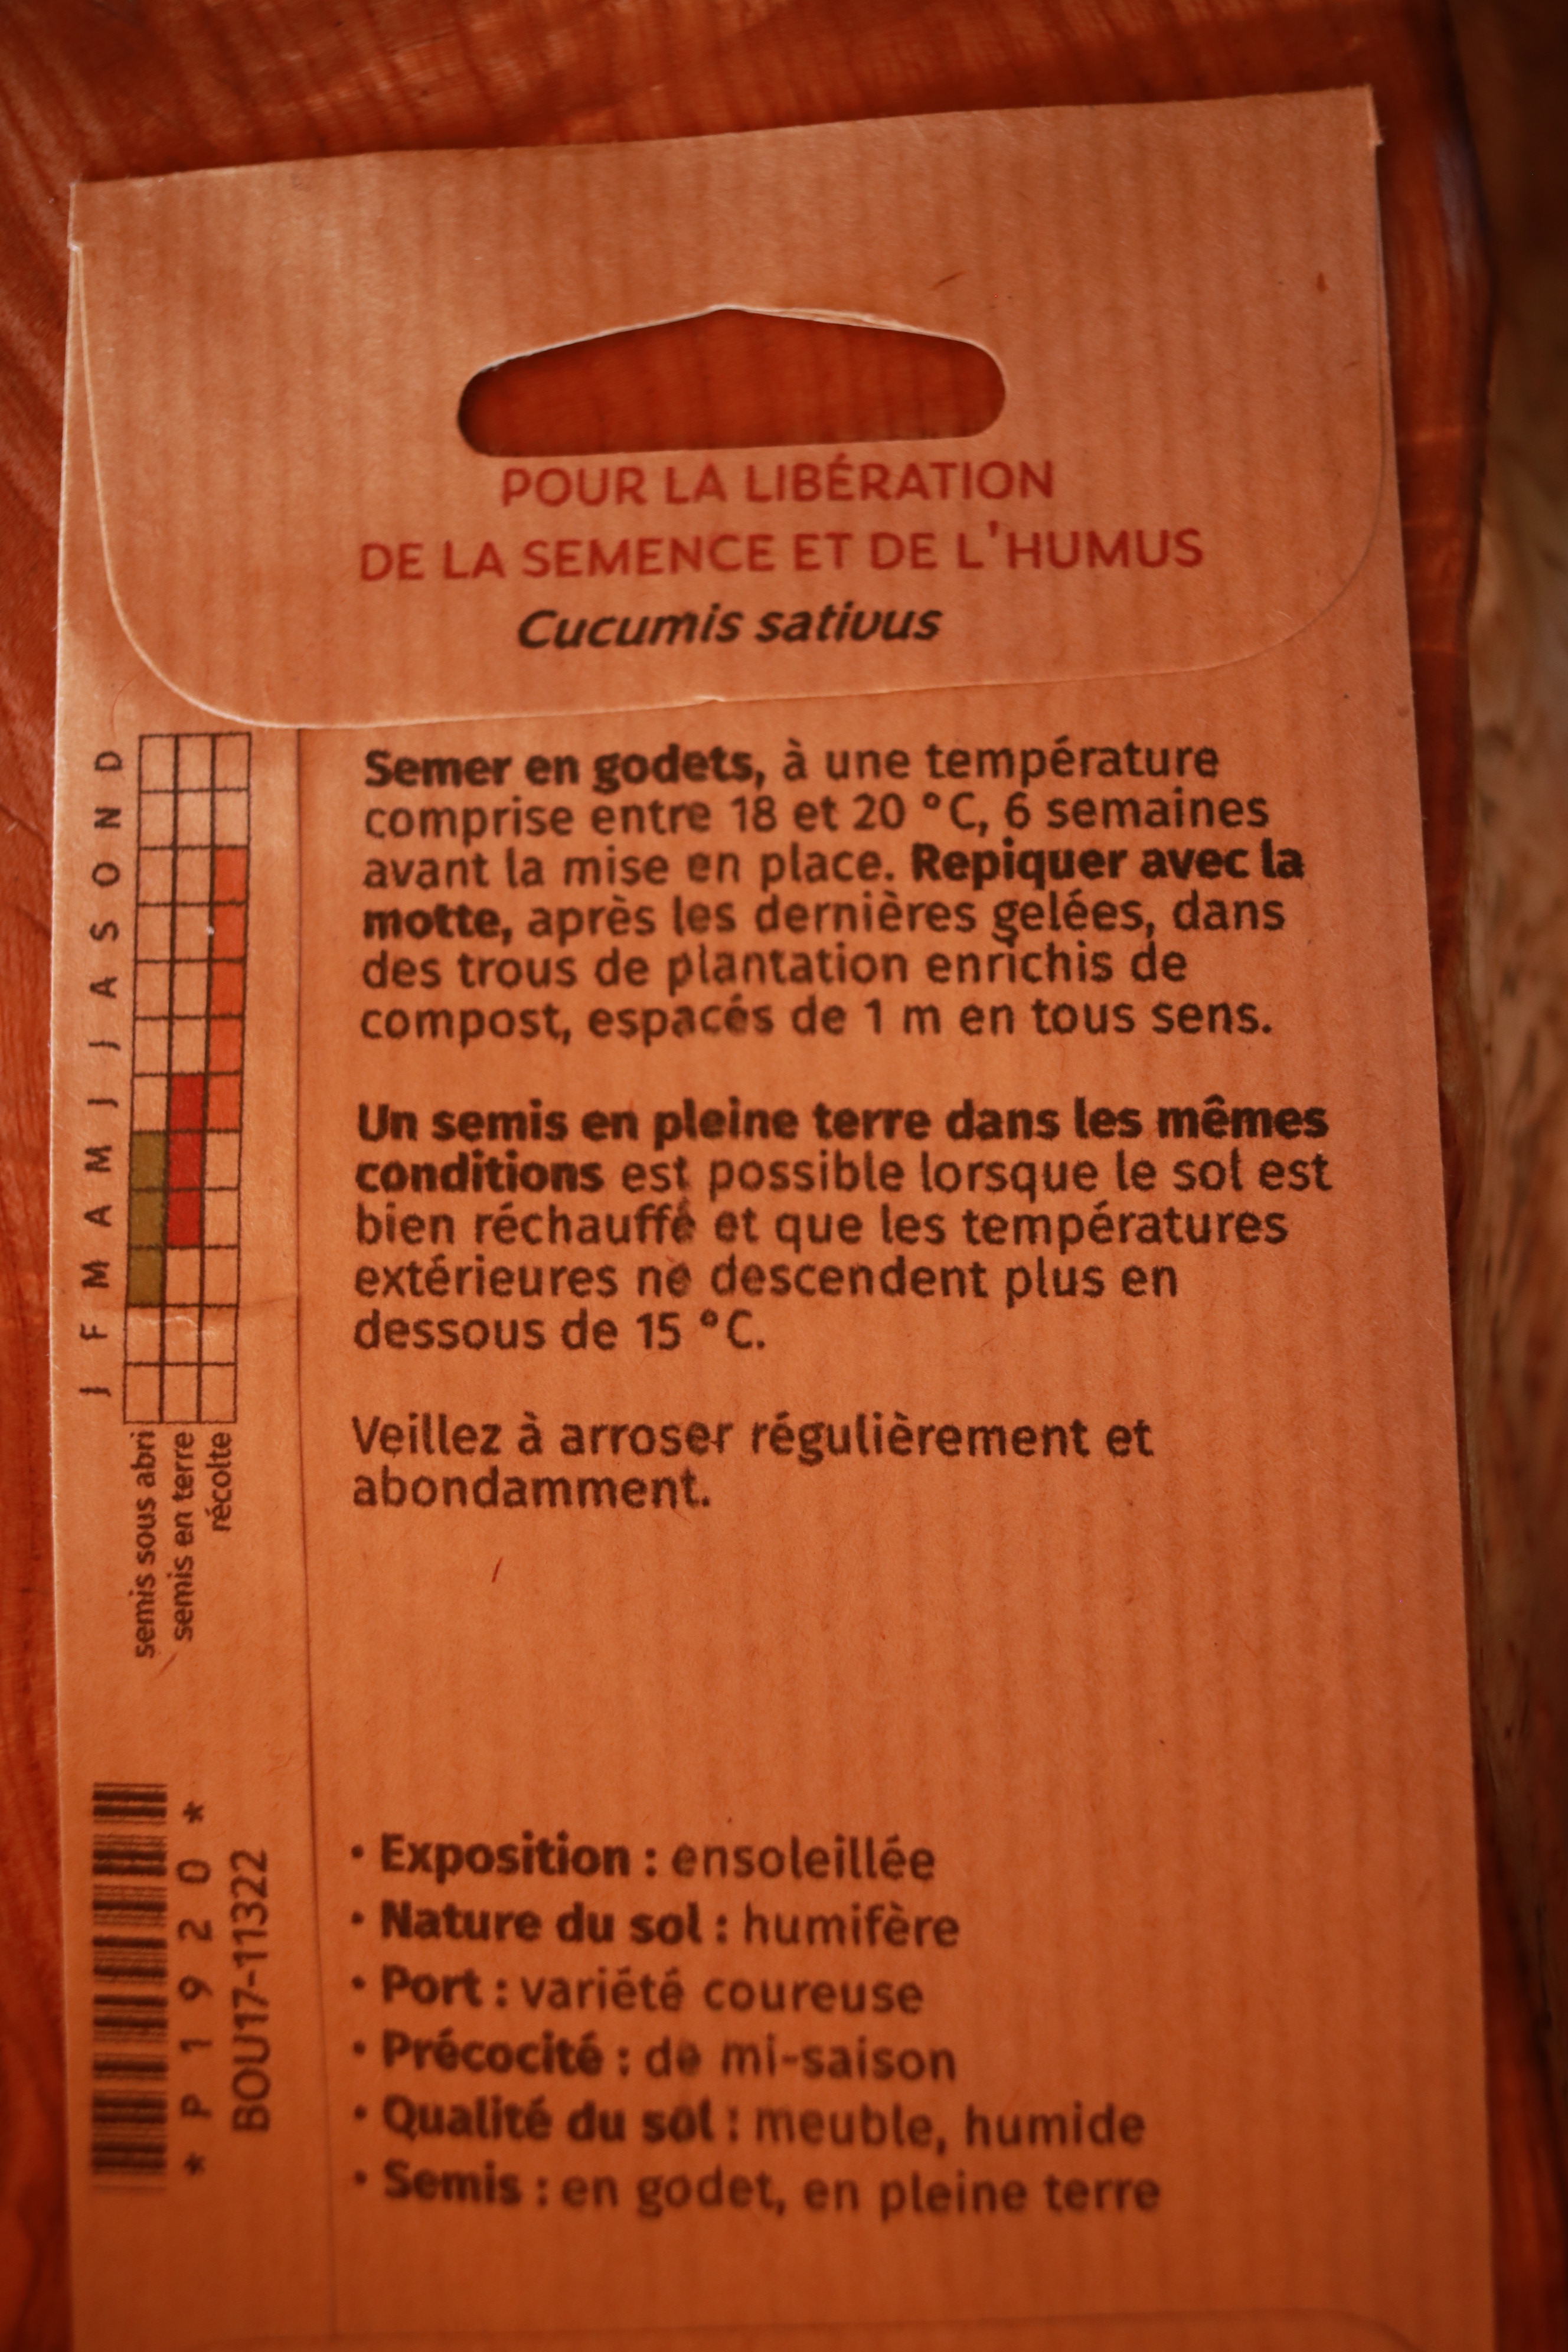 POUR LA LIBÉRATION
DE LA SEMENCE ET DE L'HUMUS
Cucumis sativus
Semer en godets, à une température
comprise entre 18 et 20 °C, 6 semaines
avant la mise en place. Repiquer avec la
motte, après les dernières gelées, dans
des trous de plantation enrichis de
compost, espacés de 1 m en tous sens.
Un semis en pleine terre dans les mêmes
conditions est possible lorsque le sol est
bien réchauffé et que les températures
extérieures ne descendent plus en
dessous de 15 °C.
Veillez à arroser régulièrement et
abondamment.
• Exposition : ensoleillée
• Nature du sol : humifère
• Port : variété coureuse
• Précocité : de mi-saison
• Qualité du sol : meuble, humide
• Semis : en godet, en pleine terre
J F M A M J J A S O N D
semis sous abri
semis en terre
récolte
* P 1 9 2 0 *
BOU17-11322